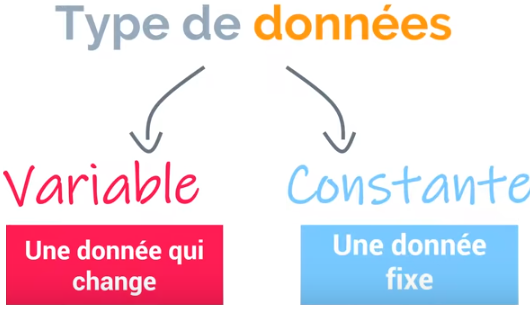 Type de données
Variable
Constante
Une donnée qui
change
Une donnée
fixe